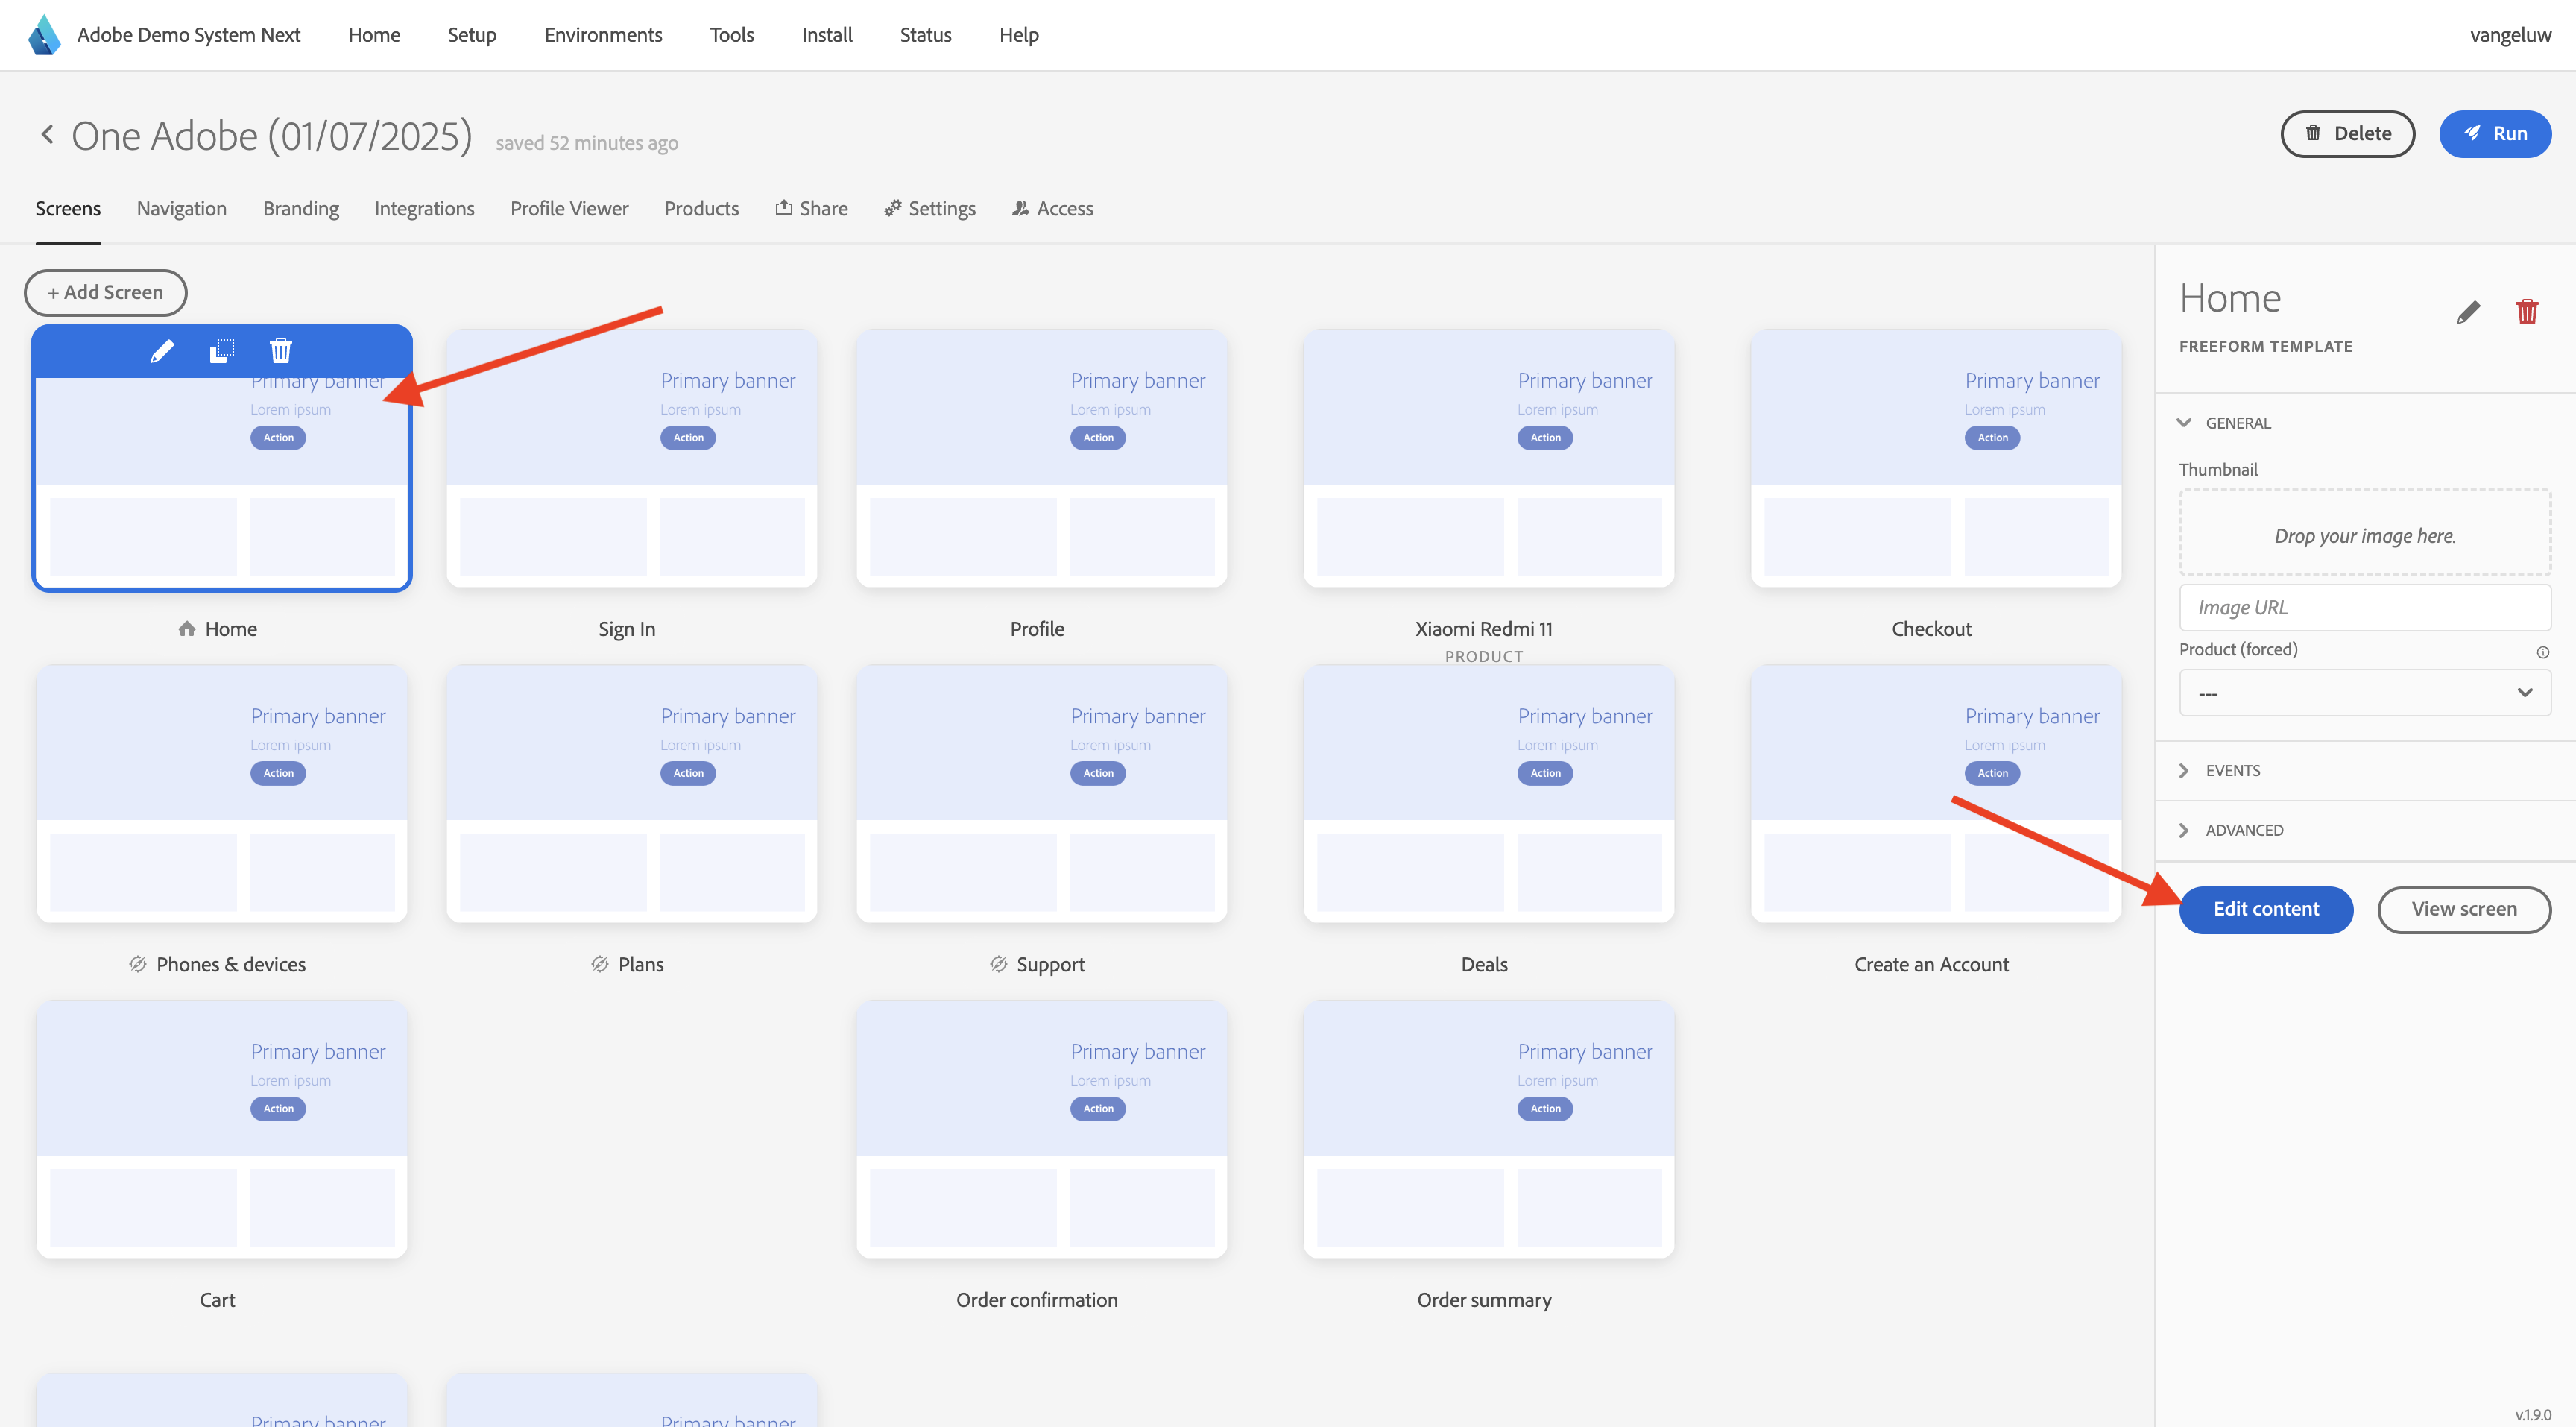 Adobe Demo System Next Home Setup Environments Tools Install Status Help vangeluw
One Adobe (01/07/2025) saved 52 minutes ago Delete Run
Screens Navigation Branding Integrations Profile Viewer Products Share Settings Access
+ Add Screen
Primary banner
Lorem ipsum
Action
Home
Primary banner
Lorem ipsum
Action
Sign In
Primary banner
Lorem ipsum
Action
Profile
Primary banner
Lorem ipsum
Action
Xiaomi Redmi 11
PRODUCT
Primary banner
Lorem ipsum
Action
Checkout
Primary banner
Lorem ipsum
Action
Phones & devices
Primary banner
Lorem ipsum
Action
Plans
Primary banner
Lorem ipsum
Action
Support
Primary banner
Lorem ipsum
Action
Deals
Primary banner
Lorem ipsum
Action
Create an Account
Primary banner
Lorem ipsum
Action
Cart
Primary banner
Lorem ipsum
Action
Order confirmation
Primary banner
Lorem ipsum
Action
Order summary
Primary banner
Primary banner
Home
FREEFORM TEMPLATE
GENERAL
Thumbnail
Drop your image here.
Image URL
Product (forced)
---
EVENTS
ADVANCED
Edit content View screen
v.1.9.0